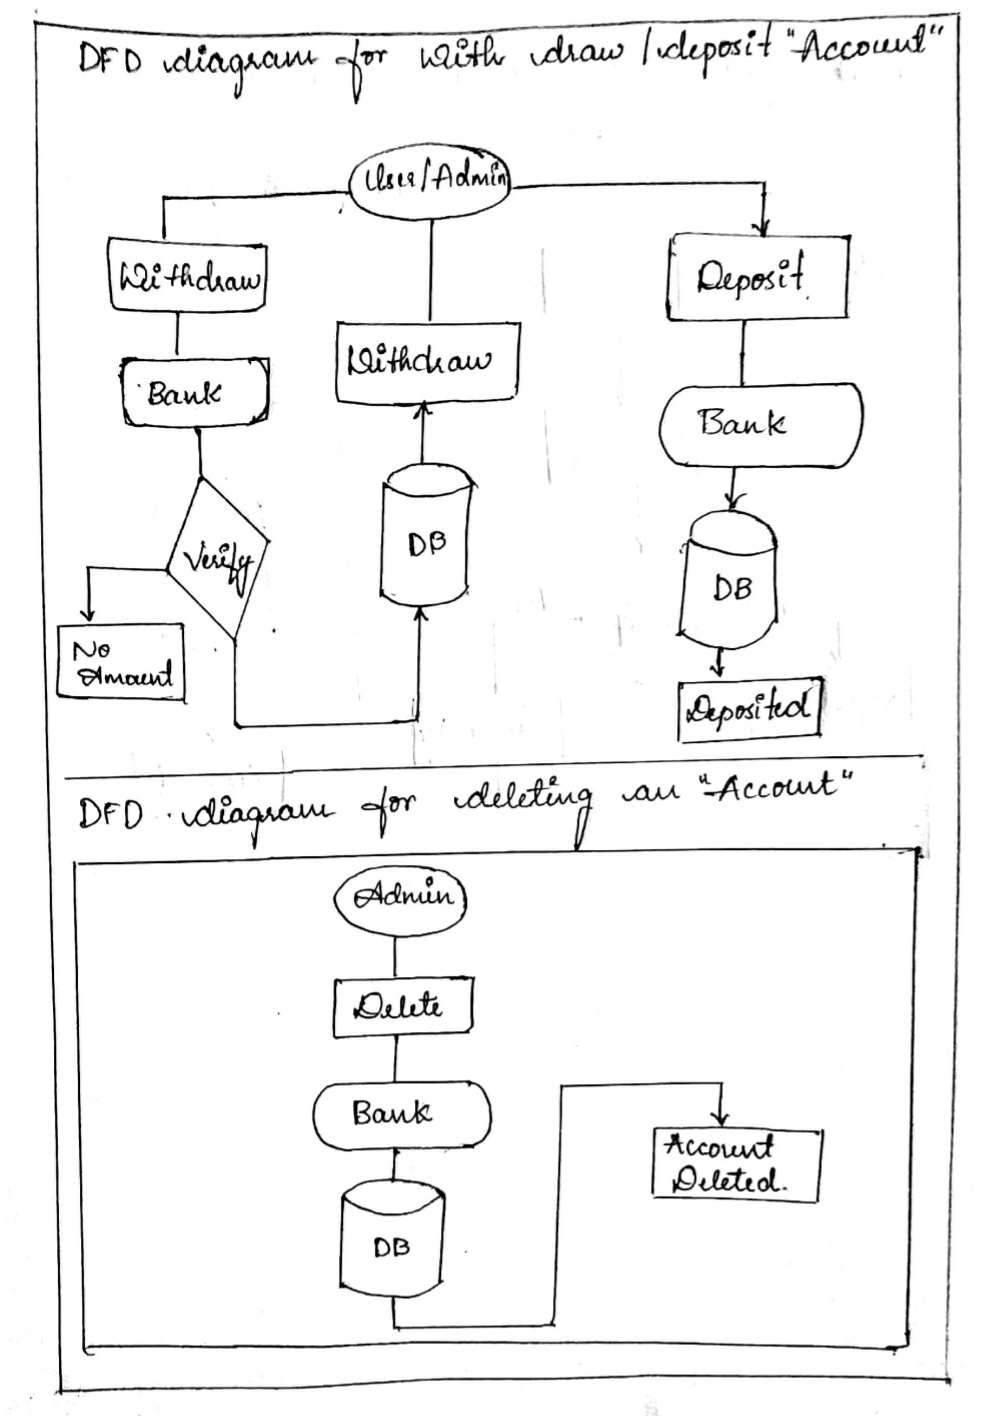 DFD diagram for With draw / deposit "Account"
User/Admin
Withdraw
Bank
Verify
No
Amount
Withdraw
DB
Deposit
Bank
DB
Deposited
DFD diagram for deleting an "Account"
Admin
Delete
Bank
DB
Account
Deleted.